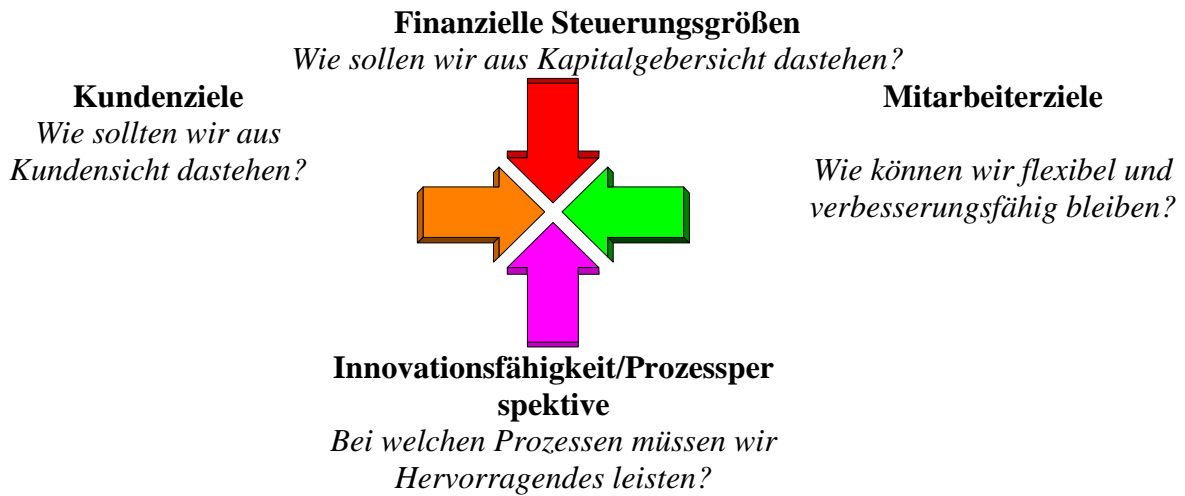 Finanzielle Steuerungsgrößen
Wie sollen wir aus Kapitalgebersicht dastehen?
Kundenziele
Wie sollten wir aus
Kundensicht dastehen?
Mitarbeiterziele
Wie können wir flexibel und
verbesserungsfähig bleiben?
Innovationsfähigkeit/Prozessper
spektive
Bei welchen Prozessen müssen wir
Hervorragendes leisten?